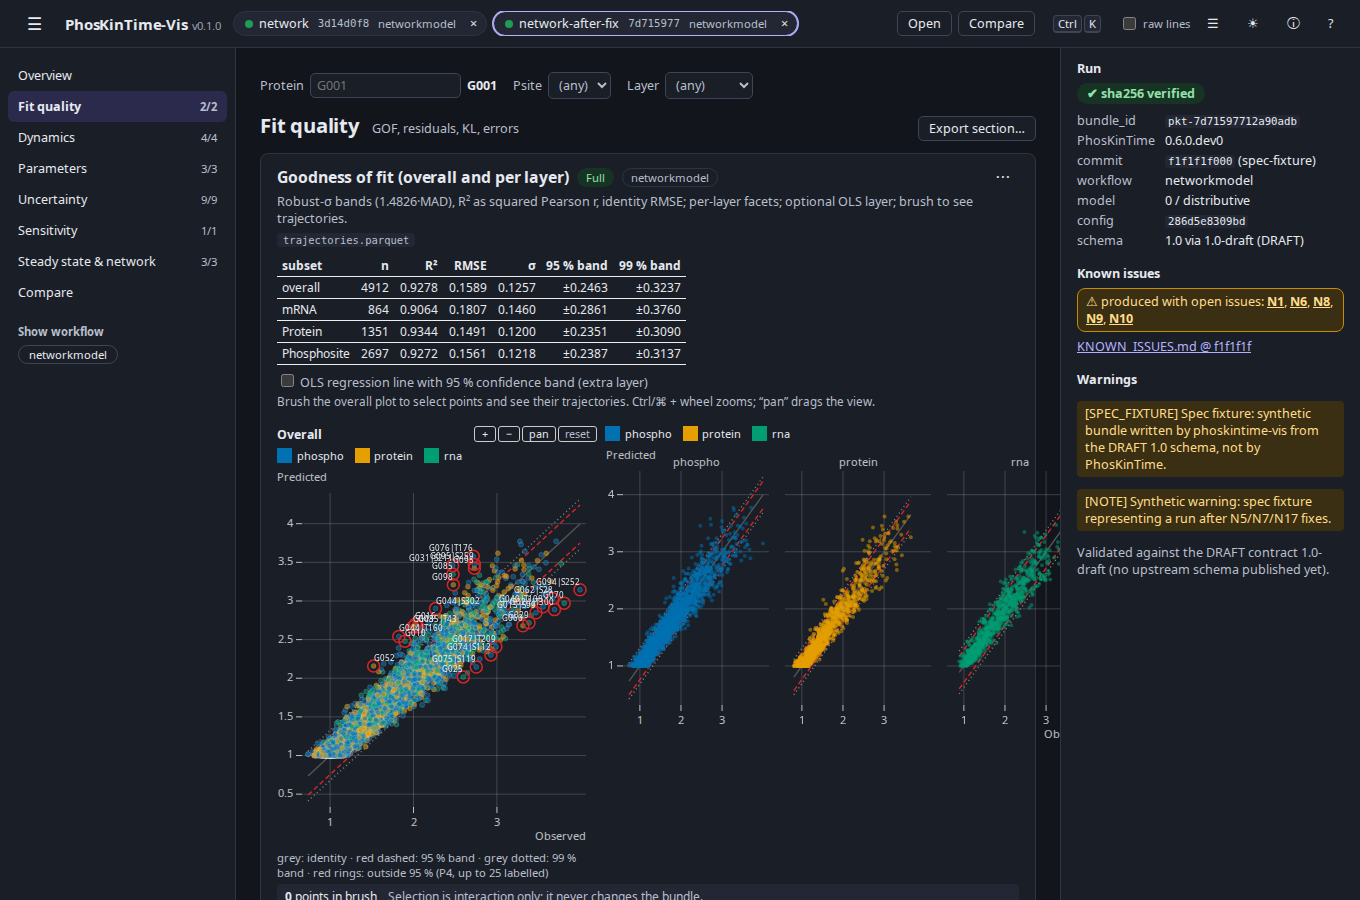 ☰ PhosKinTime-Vis v0.1.0 network 3d14d0f8 networkmodel × network-after-fix 7d715977 networkmodel × Open Compare Ctrl K raw lines ☰ ☀ ⓘ ?
Overview
Fit quality 2/2
Dynamics 4/4
Parameters 3/3
Uncertainty 9/9
Sensitivity 1/1
Steady state & network 3/3
Compare
Show workflow
networkmodel
Protein G001 G001 Psite (any) Layer (any)
Fit quality GOF, residuals, KL, errors Export section...
Goodness of fit (overall and per layer) Full networkmodel ...
Robust-σ bands (1.4826·MAD), R² as squared Pearson r, identity RMSE; per-layer facets; optional OLS layer; brush to see
trajectories.
trajectories.parquet
subset n R² RMSE σ 95 % band 99 % band
overall 4912 0.9278 0.1589 0.1257 ±0.2463 ±0.3237
mRNA 864 0.9064 0.1807 0.1460 ±0.2861 ±0.3760
Protein 1351 0.9344 0.1491 0.1200 ±0.2351 ±0.3090
Phosphosite 2697 0.9272 0.1561 0.1218 ±0.2387 ±0.3137
OLS regression line with 95 % confidence band (extra layer)
Brush the overall plot to select points and see their trajectories. Ctrl/⌘ + wheel zooms; “pan” drags the view.
Overall + − pan reset
phospho protein rna
Predicted
4
3.5
3
2.5
2
1.5
1
0.5
G076|T176
G085
G098
G094|S252
G044|S302
G044|T160
G010
G017|T209
G074|S112
G052
G075|S119
G025
1 2 3
Observed
grey: identity · red dashed: 95 % band · grey dotted: 99 %
band · red rings: outside 95 % (P4, up to 25 labelled)
phospho protein rna
Predicted
phospho protein rna
4
3
2
1
1 2 3 1 2 3 1 2 3
Ob
0 points in brush Selection is interaction only; it never changes the bundle.
Run
✔ sha256 verified
bundle_id pkt-7d71597712a90adb
PhosKinTime 0.6.0.dev0
commit f1f1f1f000 (spec-fixture)
workflow networkmodel
model 0 / distributive
config 286d5e8309bd
schema 1.0 via 1.0-draft (DRAFT)
Known issues
⚠ produced with open issues: N1, N6, N8,
N9, N10
KNOWN_ISSUES.md @ f1f1f1f
Warnings
[SPEC_FIXTURE] Spec fixture: synthetic
bundle written by phoskintime-vis from
the DRAFT 1.0 schema, not by
PhosKinTime.
[NOTE] Synthetic warning: spec fixture
representing a run after N5/N7/N17 fixes.
Validated against the DRAFT contract 1.0-
draft (no upstream schema published yet).